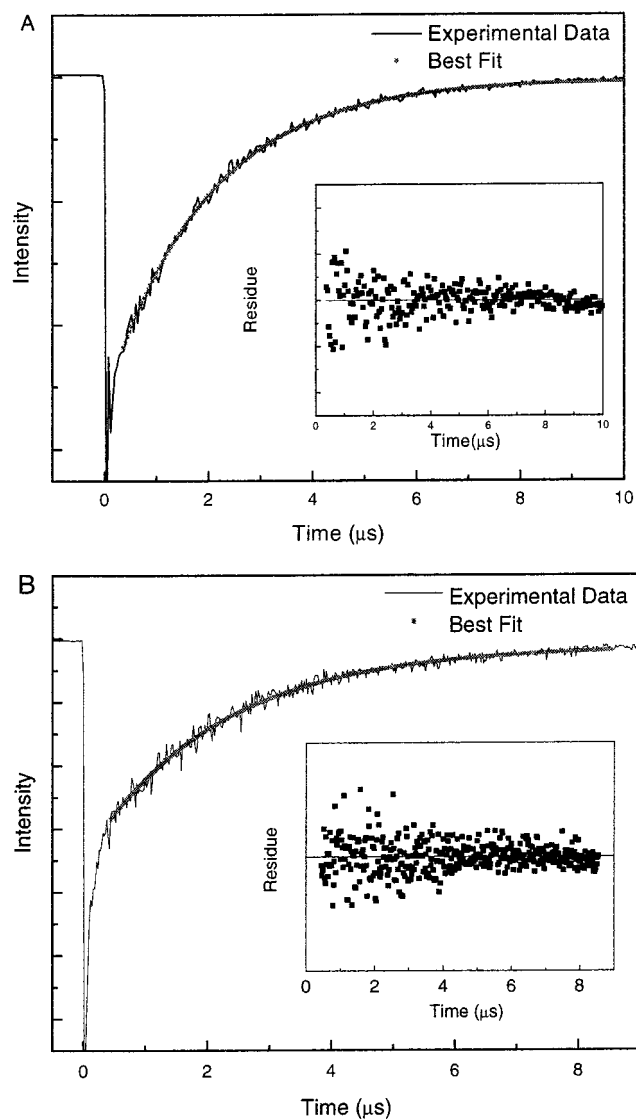 A
Experimental Data
Best Fit
Intensity
Residue
0 2 4 6 8 10
Time(μs)
0 2 4 6 8 10
Time (μs)
B
Experimental Data
Best Fit
Intensity
Residue
0 2 4 6 8
Time (μs)
0 2 4 6 8
Time (μs)